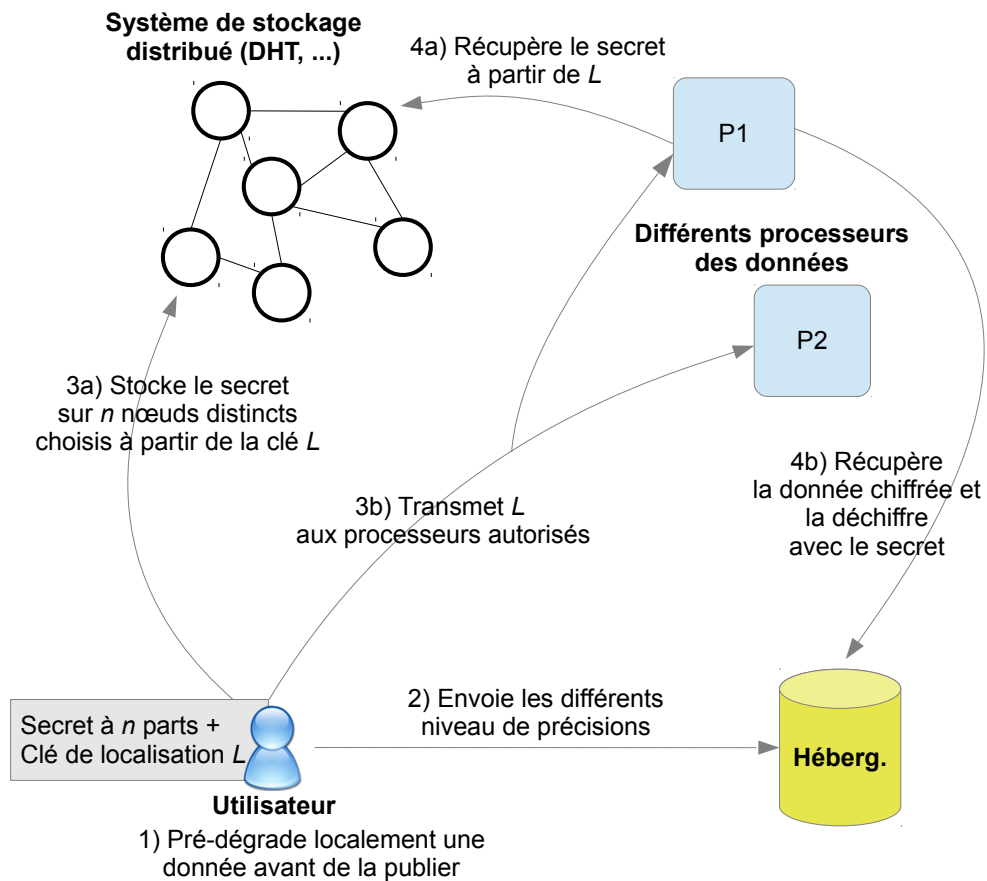 Système de stockage
distribué (DHT, ...)
4a) Récupère le secret
à partir de L
P1
Différents processeurs
des données
P2
3a) Stocke le secret
sur n nœuds distincts
choisis à partir de la clé L
3b) Transmet L
aux processeurs autorisés
4b) Récupère
la donnée chiffrée et
la déchiffre
avec le secret
Secret à n parts +
Clé de localisation L
2) Envoie les différents
niveau de précisions
Héberg.
Utilisateur
1) Pré-dégrade localement une
donnée avant de la publier